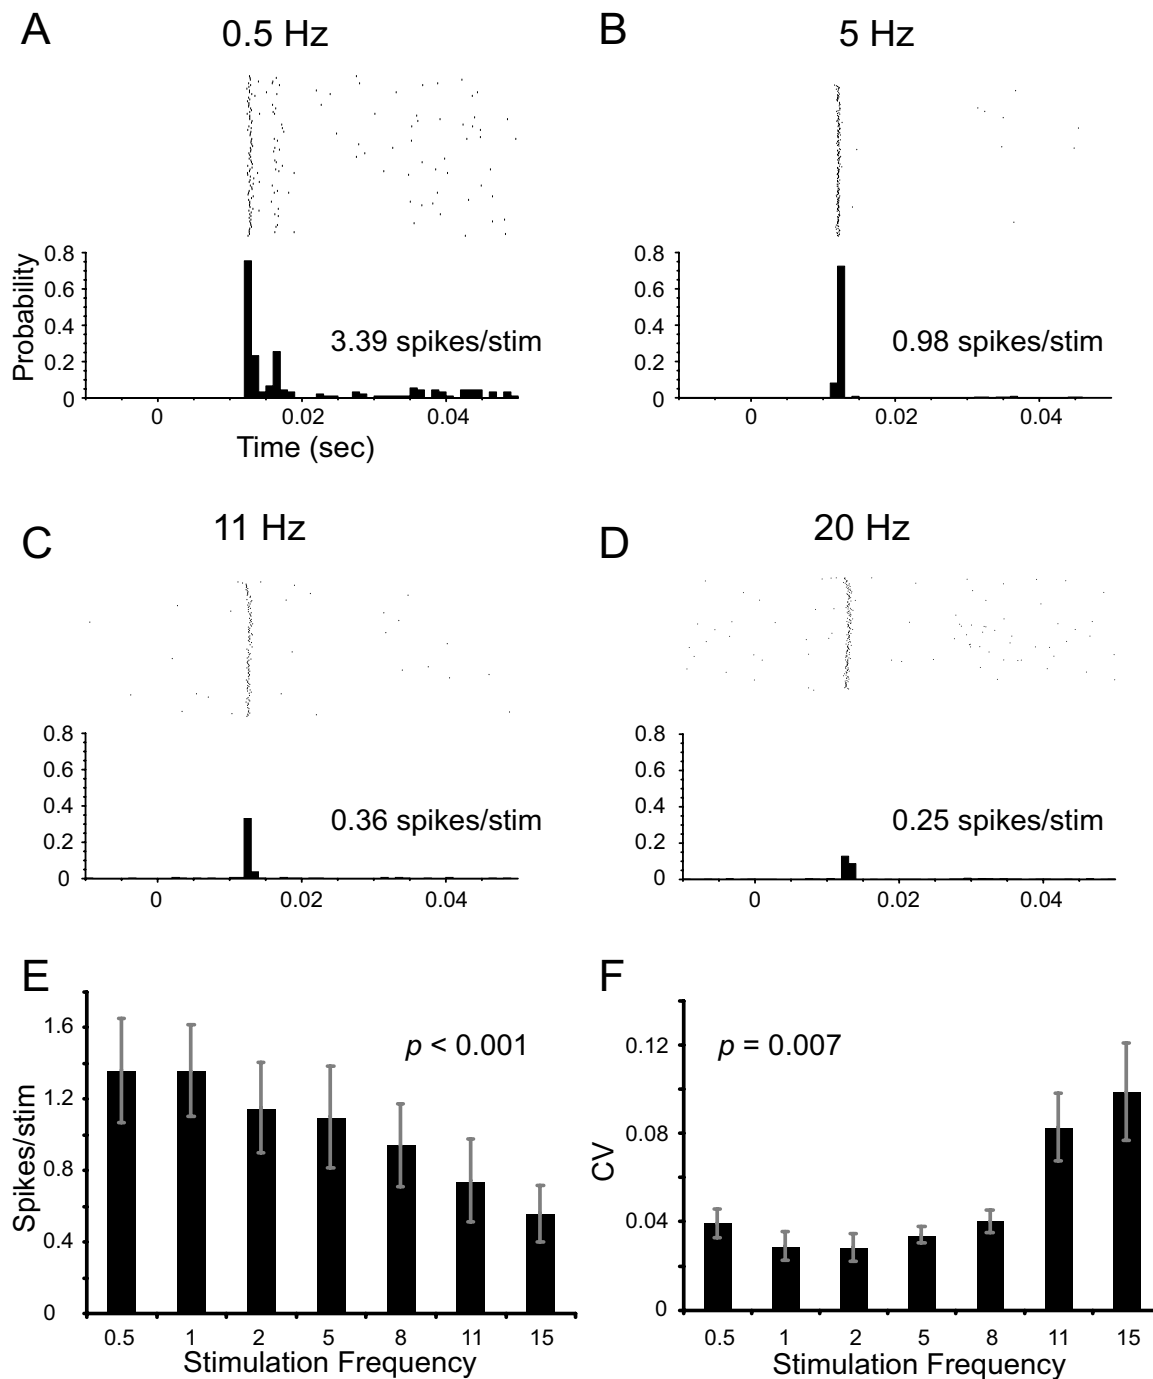 A
0.5 Hz
B
5 Hz
0.8
0.6
0.4
0.2
0
Probability
3.39 spikes/stim
0
0.02
0.04
Time (sec)
0.8
0.6
0.4
0.2
0
0.98 spikes/stim
0
0.02
0.04
C
11 Hz
D
20 Hz
0.8
0.6
0.4
0.2
0
0.36 spikes/stim
0
0.02
0.04
0.8
0.6
0.4
0.2
0
0.25 spikes/stim
0
0.02
0.04
E
p < 0.001
1.6
1.2
0.8
0.4
0
Spikes/stim
0.5 1 2 5 8 11 15
Stimulation Frequency
F
p = 0.007
0.12
0.08
0.04
0
CV
0.5 1 2 5 8 11 15
Stimulation Frequency